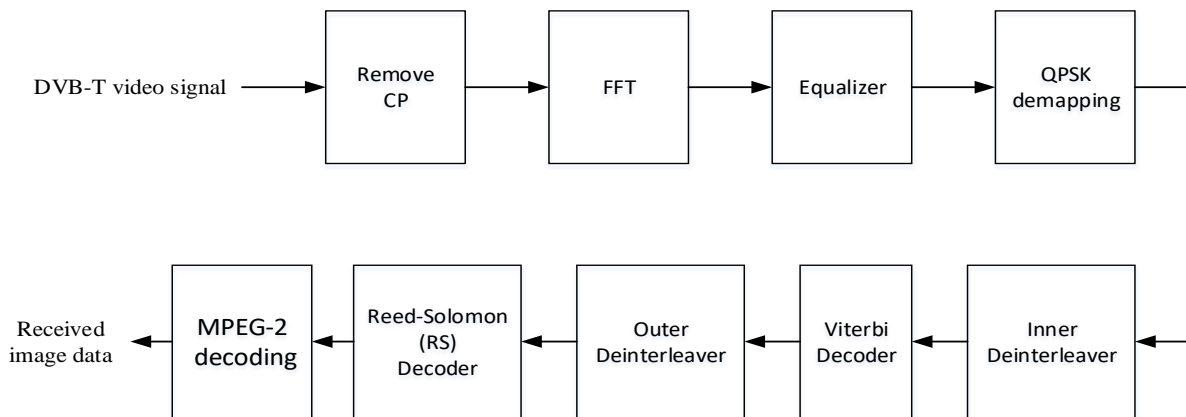 DVB-T video signal
Remove
CP
FFT
Equalizer
QPSK
demapping
Inner
Deinterleaver
Viterbi
Decoder
Outer
Deinterleaver
Reed-Solomon
(RS)
Decoder
MPEG-2
decoding
Received
image data